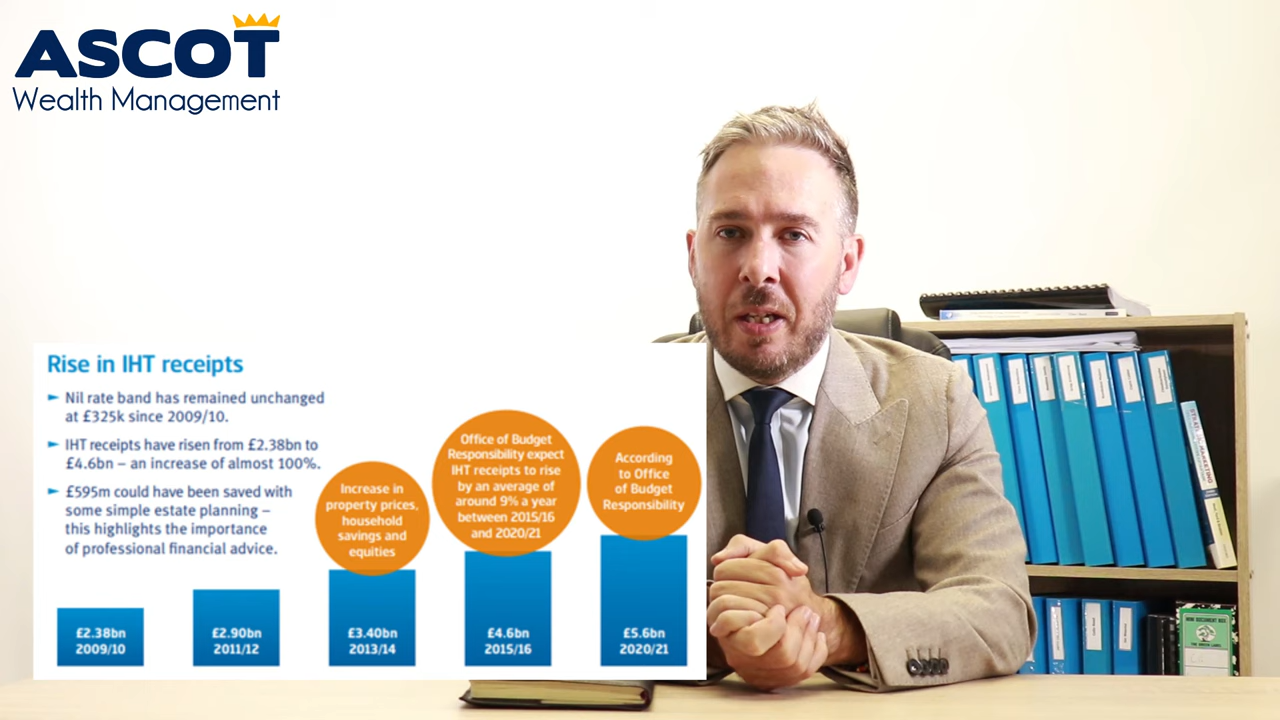 ASCOT
Wealth Management
Rise in IHT receipts
► Nil rate band has remained unchanged
at £325k since 2009/10.
► IHT receipts have risen from £2.38bn to
£4.6bn – an increase of almost 100%.
► £595m could have been saved with
some simple estate planning –
this highlights the importance
of professional financial advice.
Increase in
property prices,
household
savings and
equities
Office of Budget
Responsibility expect
IHT receipts to rise
by an average of
around 9% a year
between 2015/16
and 2020/21
According
to Office
of Budget
Responsibility
£2.38bn
2009/10
£2.90bn
2011/12
£3.40bn
2013/14
£4.6bn
2015/16
£5.6bn
2020/21